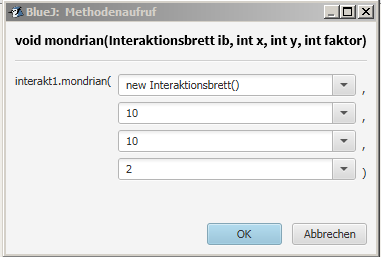 BlueJ: Methodenaufruf
void mondrian(Interaktionsbrett ib, int x, int y, int faktor)
interakt1.mondrian( new Interaktionsbrett() ,
10 ,
10 ,
2 )
OK Abbrechen